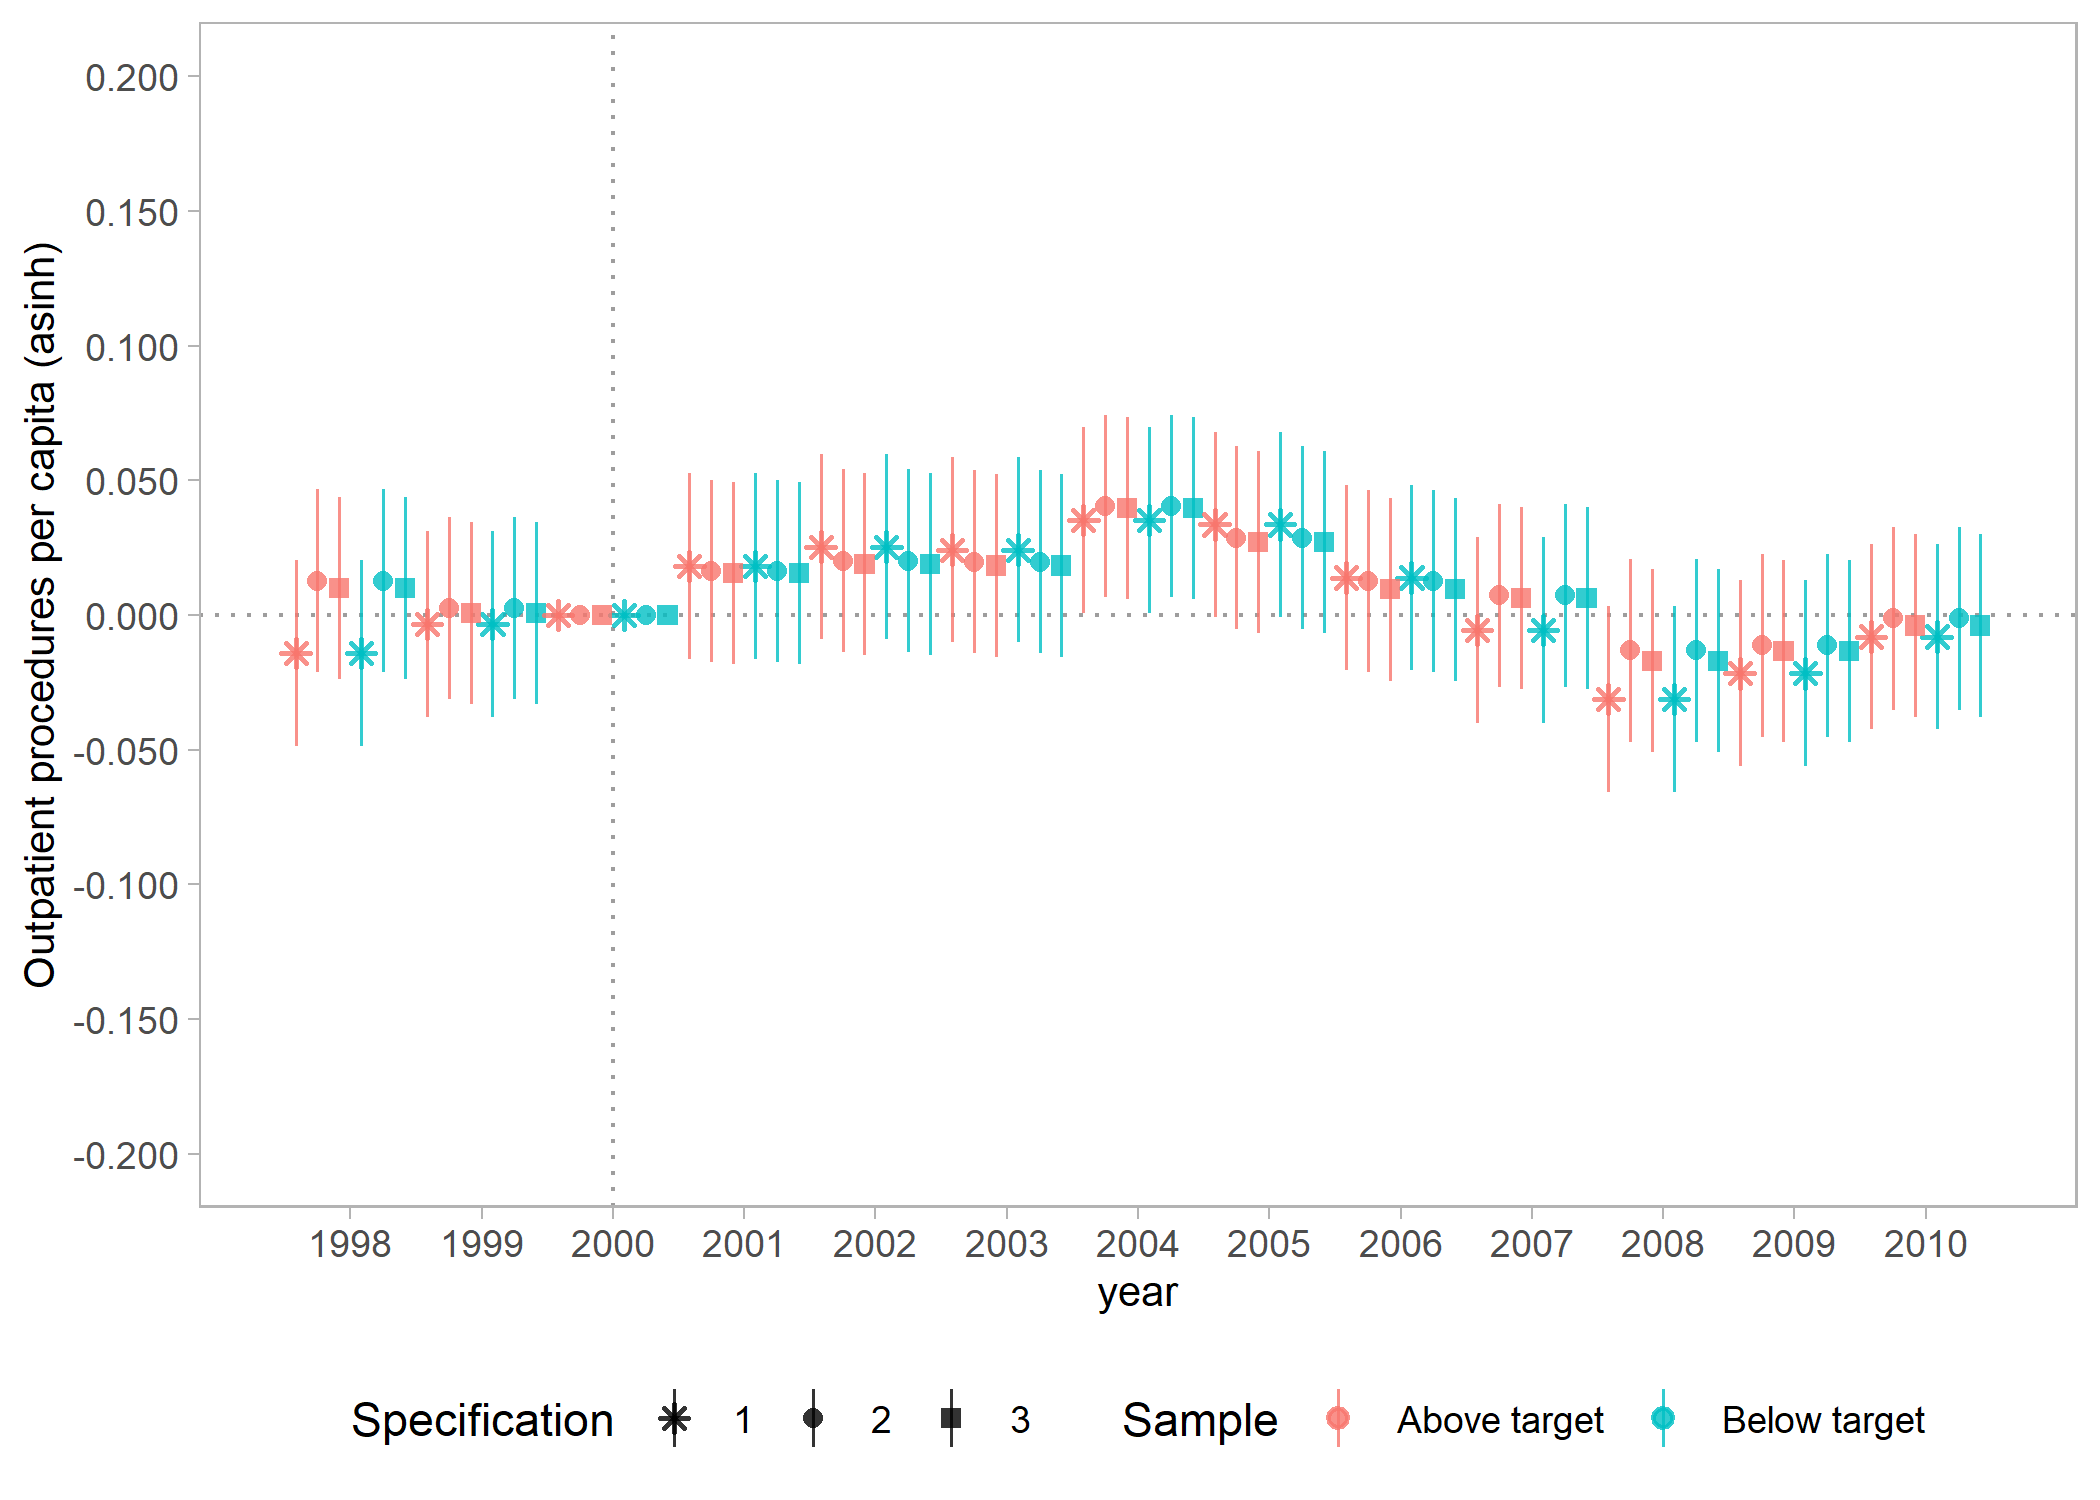 Outpatient procedures per capita (asinh)
0.200
0.150
0.100
0.050
0.000
-0.050
-0.100
-0.150
-0.200
1998 1999 2000 2001 2002 2003 2004 2005 2006 2007 2008 2009 2010
year
Specification 1 2 3 Sample Above target Below target